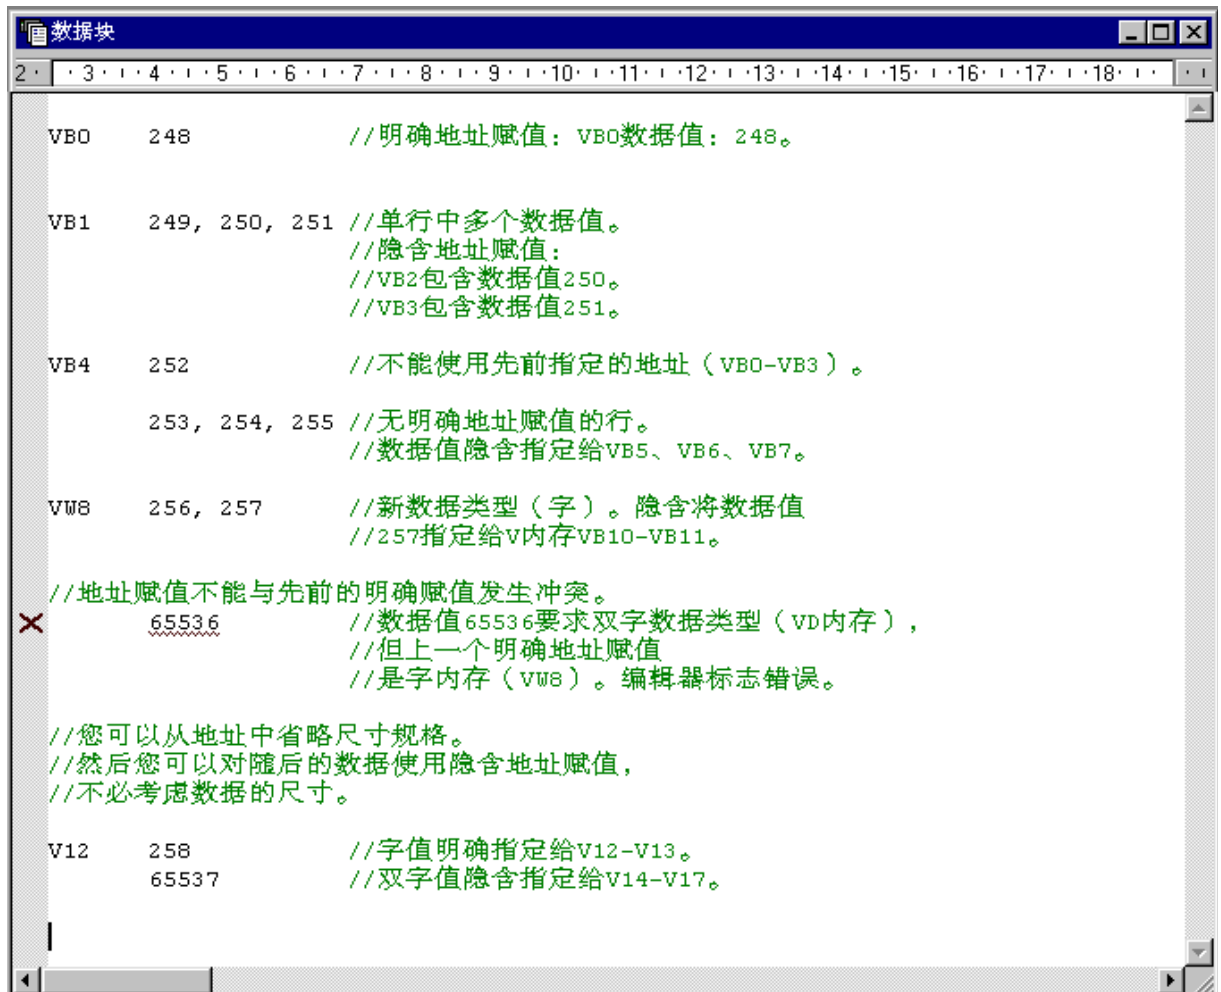 数据块
2 · · 3 · ı · 4 · ı · 5 · ı · 6 · ı · 7 · ı · 8 · ı · 9 · ı · 10 · ı · 11 · ı · 12 · ı · 13 · ı · 14 · ı · 15 · ı · 16 · ı · 17 · ı · 18 · ı ·
VB0 248 //明确地址赋值: VB0数据值: 248。
VB1 249, 250, 251 //单行中多个数据值。
//隐含地址赋值:
//VB2包含数据值250。
//VB3包含数据值251。
VB4 252 //不能使用先前指定的地址（VB0-VB3）。
253, 254, 255 //无明确地址赋值的行。
//数据值隐含指定给VB5、VB6、VB7。
VW8 256, 257 //新数据类型（字）。隐含将数据值
//257指定给V内存VB10-VB11。
//地址赋值不能与先前的明确赋值发生冲突。
65536 //数据值65536要求双字数据类型（VD内存）,
//但上一个明确地址赋值
//是字内存（VW8）。编辑器标志错误。
//您可以从地址中省略尺寸规格。
//然后您可以对随后的数据使用隐含地址赋值,
//不必考虑数据的尺寸。
V12 258 //字值明确指定给V12-V13。
65537 //双字值隐含指定给V14-V17。